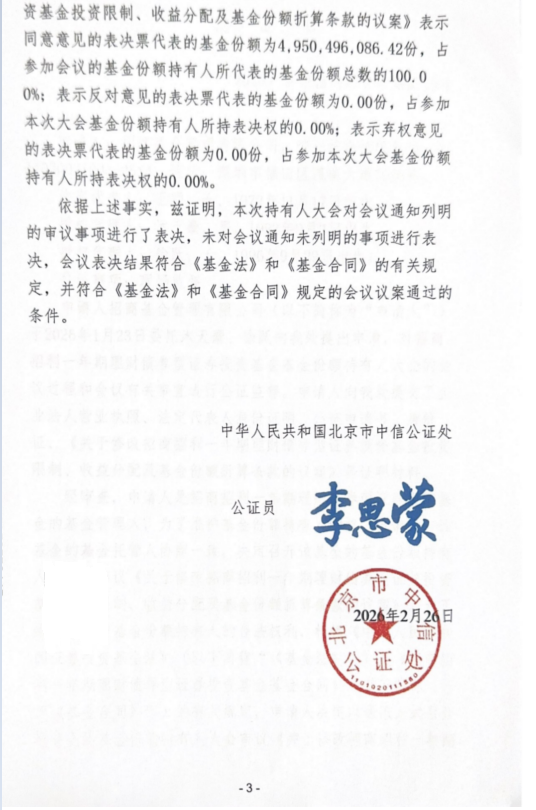 资基金投资限制、收益分配及基金份额折算条款的议案》表示
同意意见的表决票代表的基金份额为4,950,496,086.42份，占
参加会议的基金份额持有人所代表的基金份额总数的100.0
0%；表示反对意见的表决票代表的基金份额为0.00份，占参加
本次大会基金份额持有人所持表决权的0.00%；表示弃权意见
的表决票代表的基金份额为0.00份，占参加本次大会基金份额
持有人所持表决权的0.00%。
依据上述事实，兹证明，本次持有人大会对会议通知列明
的审议事项进行了表决，未对会议通知未列明的事项进行表
决，会议表决结果符合《基金法》和《基金合同》的有关规
定，并符合《基金法》和《基金合同》规定的会议议案通过的
条件。
中华人民共和国北京市中信公证处
公证员 李思蒙
北京市中信
2026年2月26日
公证处
1101020111880
-3-